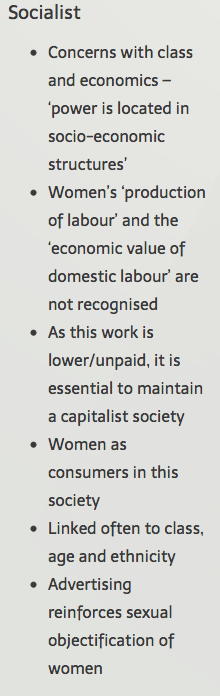 Socialist
• Concerns with class
and economics –
‘power is located in
socio-economic
structures’
• Women’s ‘production
of labour’ and the
‘economic value of
domestic labour’ are
not recognised
• As this work is
lower/unpaid, it is
essential to maintain
a capitalist society
• Women as
consumers in this
society
• Linked often to class,
age and ethnicity
• Advertising
reinforces sexual
objectification of
women